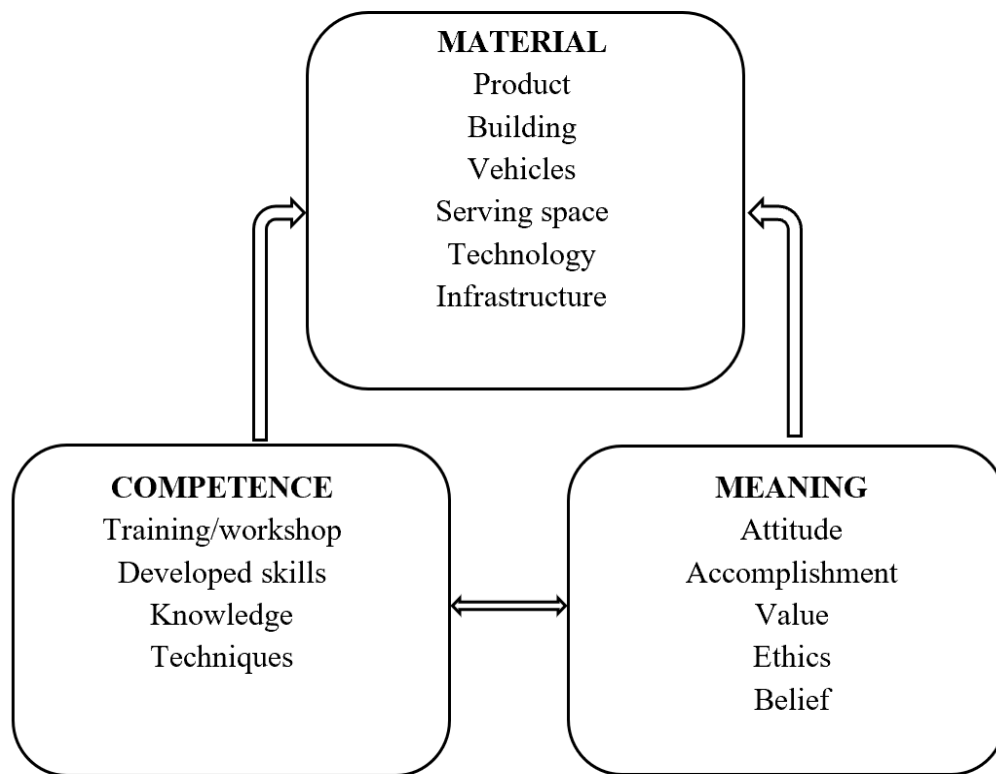 MATERIAL
Product
Building
Vehicles
Serving space
Technology
Infrastructure
COMPETENCE
Training/workshop
Developed skills
Knowledge
Techniques
MEANING
Attitude
Accomplishment
Value
Ethics
Belief